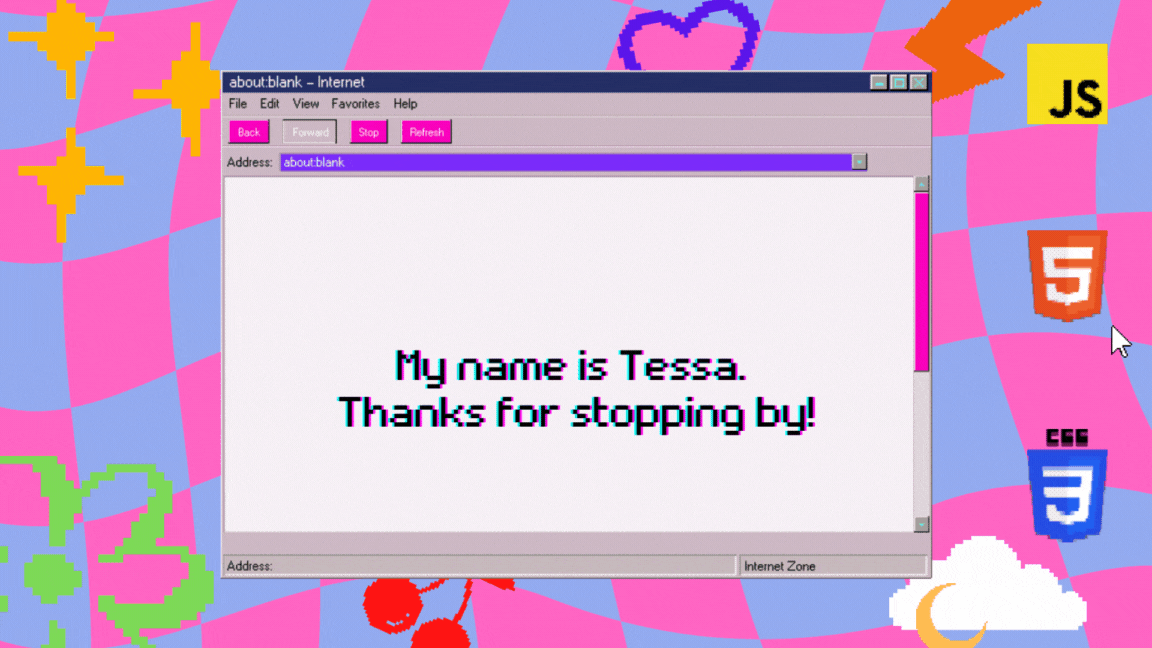 about:blank – Internet
File Edit View Favorites Help
Back Forward Stop Refresh
Address: about:blank
My name is Tessa.
Thanks for stopping by!
Address:
Internet Zone
JS
5
CSS
3